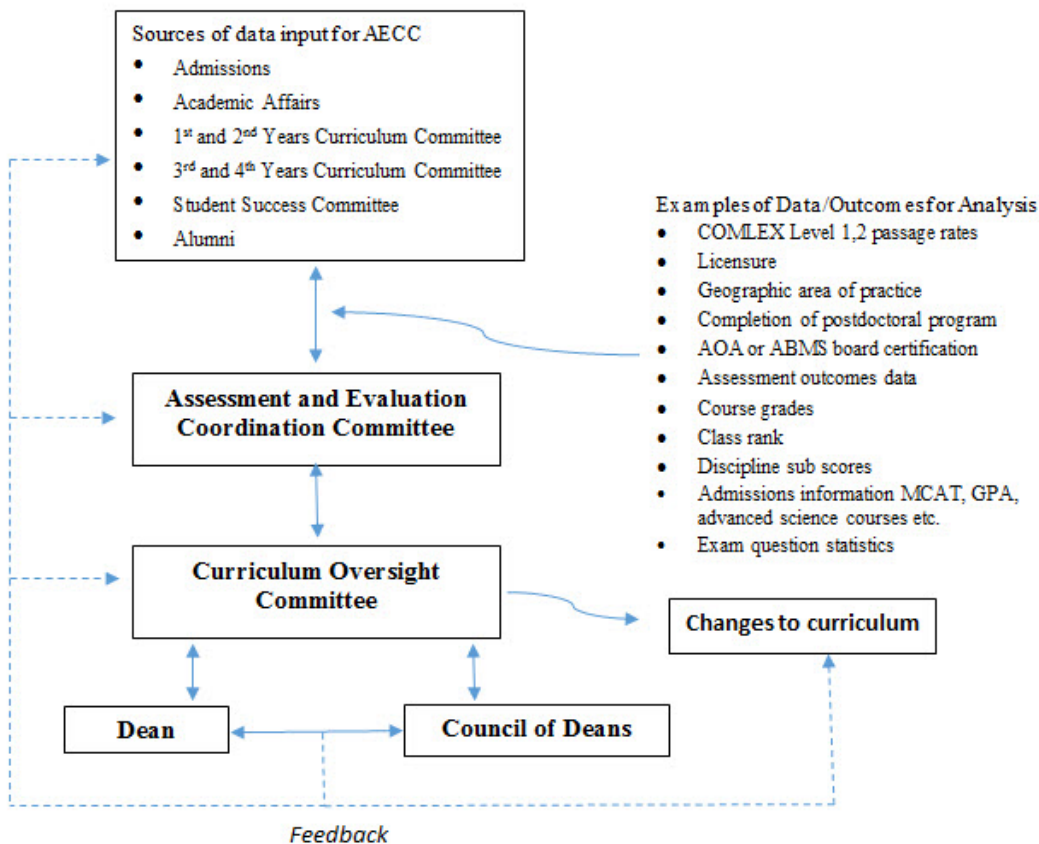 Sources of data input for AECC
• Admissions
• Academic Affairs
• 1st and 2nd Years Curriculum Committee
• 3rd and 4th Years Curriculum Committee
• Student Success Committee
• Alumni
Examples of Data/Outcomes for Analysis
• COMLEX Level 1,2 passage rates
• Licensure
• Geographic area of practice
• Completion of postdoctoral program
• AOA or ABMS board certification
• Assessment outcomes data
• Course grades
• Class rank
• Discipline sub scores
• Admissions information MCAT, GPA,
advanced science courses etc.
• Exam question statistics
Assessment and Evaluation
Coordination Committee
Curriculum Oversight
Committee
Changes to curriculum
Dean
Council of Deans
Feedback